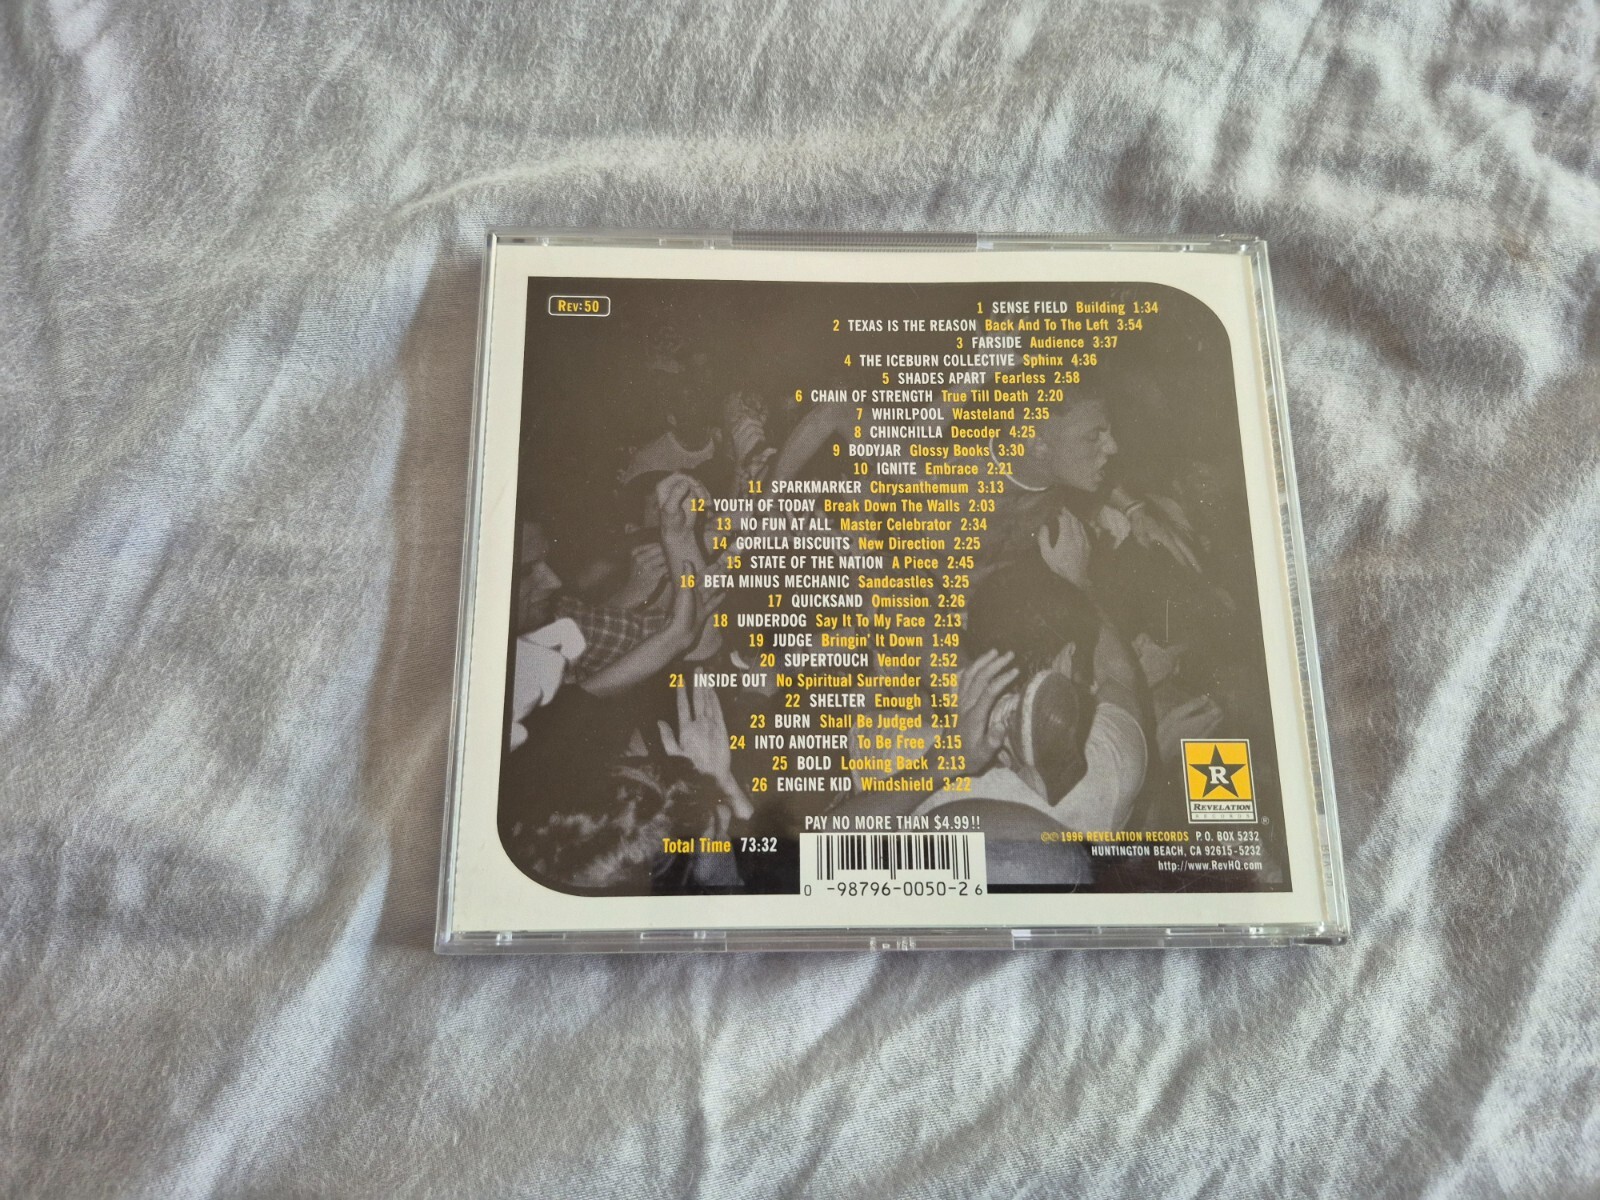 REV:50
1 SENSE FIELD Building 1:34
2 TEXAS IS THE REASON Back And To The Left 3:54
3 FARSIDE Audience 3:37
4 THE ICEBURN COLLECTIVE Sphinx 4:36
5 SHADES APART Fearless 2:58
6 CHAIN OF STRENGTH True Till Death 2:20
7 WHIRLPOOL Wasteland 2:35
8 CHINCHILLA Decoder 4:25
9 BODYJAR Glossy Books 3:30
10 IGNITE Embrace 2:21
11 SPARKMARKER Chrysanthemum 3:13
12 YOUTH OF TODAY Break Down The Walls 2:03
13 NO FUN AT ALL Master Celebrator 2:34
14 GORILLA BISCUITS New Direction 2:25
15 STATE OF THE NATION A Piece 2:45
16 BETA MINUS MECHANIC Sandcastles 3:25
17 QUICKSAND Omission 2:26
18 UNDERDOG Say It To My Face 2:13
19 JUDGE Bringin' It Down 1:49
20 SUPERTOUCH Vendor 2:52
21 INSIDE OUT No Spiritual Surrender 2:58
22 SHELTER Enough 1:52
23 BURN Shall Be Judged 2:17
24 INTO ANOTHER To Be Free 3:15
25 BOLD Looking Back 2:13
26 ENGINE KID Windshield 3:22
R
REVELATION
RECORDS ®
PAY NO MORE THAN $4.99!!
Total Time 73:32
0 -98796-0050-2 6
©℗ 1996 REVELATION RECORDS P.O. BOX 5232
HUNTINGTON BEACH, CA 92615-5232
http://www.RevHQ.com